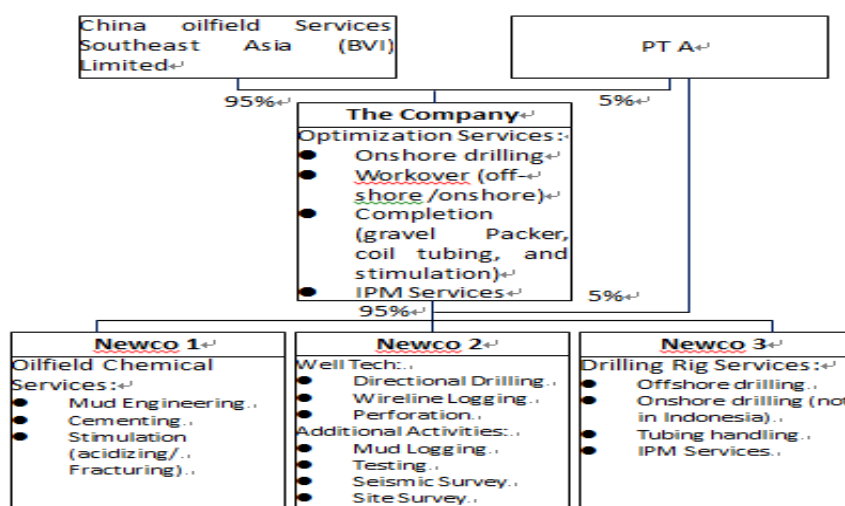 China oilfield Services
Southeast Asia (BVI)
Limited↵
PT A↵
95%↵
5%↵
The Company↵
Optimization Services:↵
● Onshore drilling↵
● Workover (off-↵
shore /onshore)↵
● Completion
(gravel Packer,
coil tubing, and
stimulation)↵
● IPM Services↵
95%↵
5%↵
Newco 1↵
Oilfield Chemical
Services:↵
● Mud Engineering.
● Cementing.
● Stimulation
(acidizing/.
Fracturing).
Newco 2↵
Well Tech:.
● Directional Drilling.
● Wireline Logging.
● Perforation.
Additional Activities:.
● Mud Logging.
● Testing.
● Seismic Survey.
● Site Survey.
Newco 3↵
Drilling Rig Services:↵
● Offshore drilling.
● Onshore drilling (not
in Indonesia).
● Tubing handling.
● IPM Services.